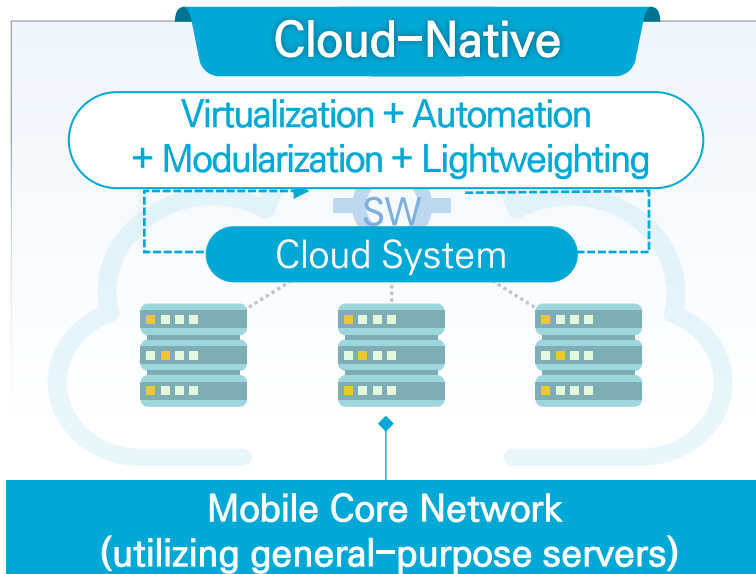 Cloud-Native
Virtualization + Automation
+ Modularization + Lightweighting
SW
Cloud System
Mobile Core Network
(utilizing general-purpose servers)